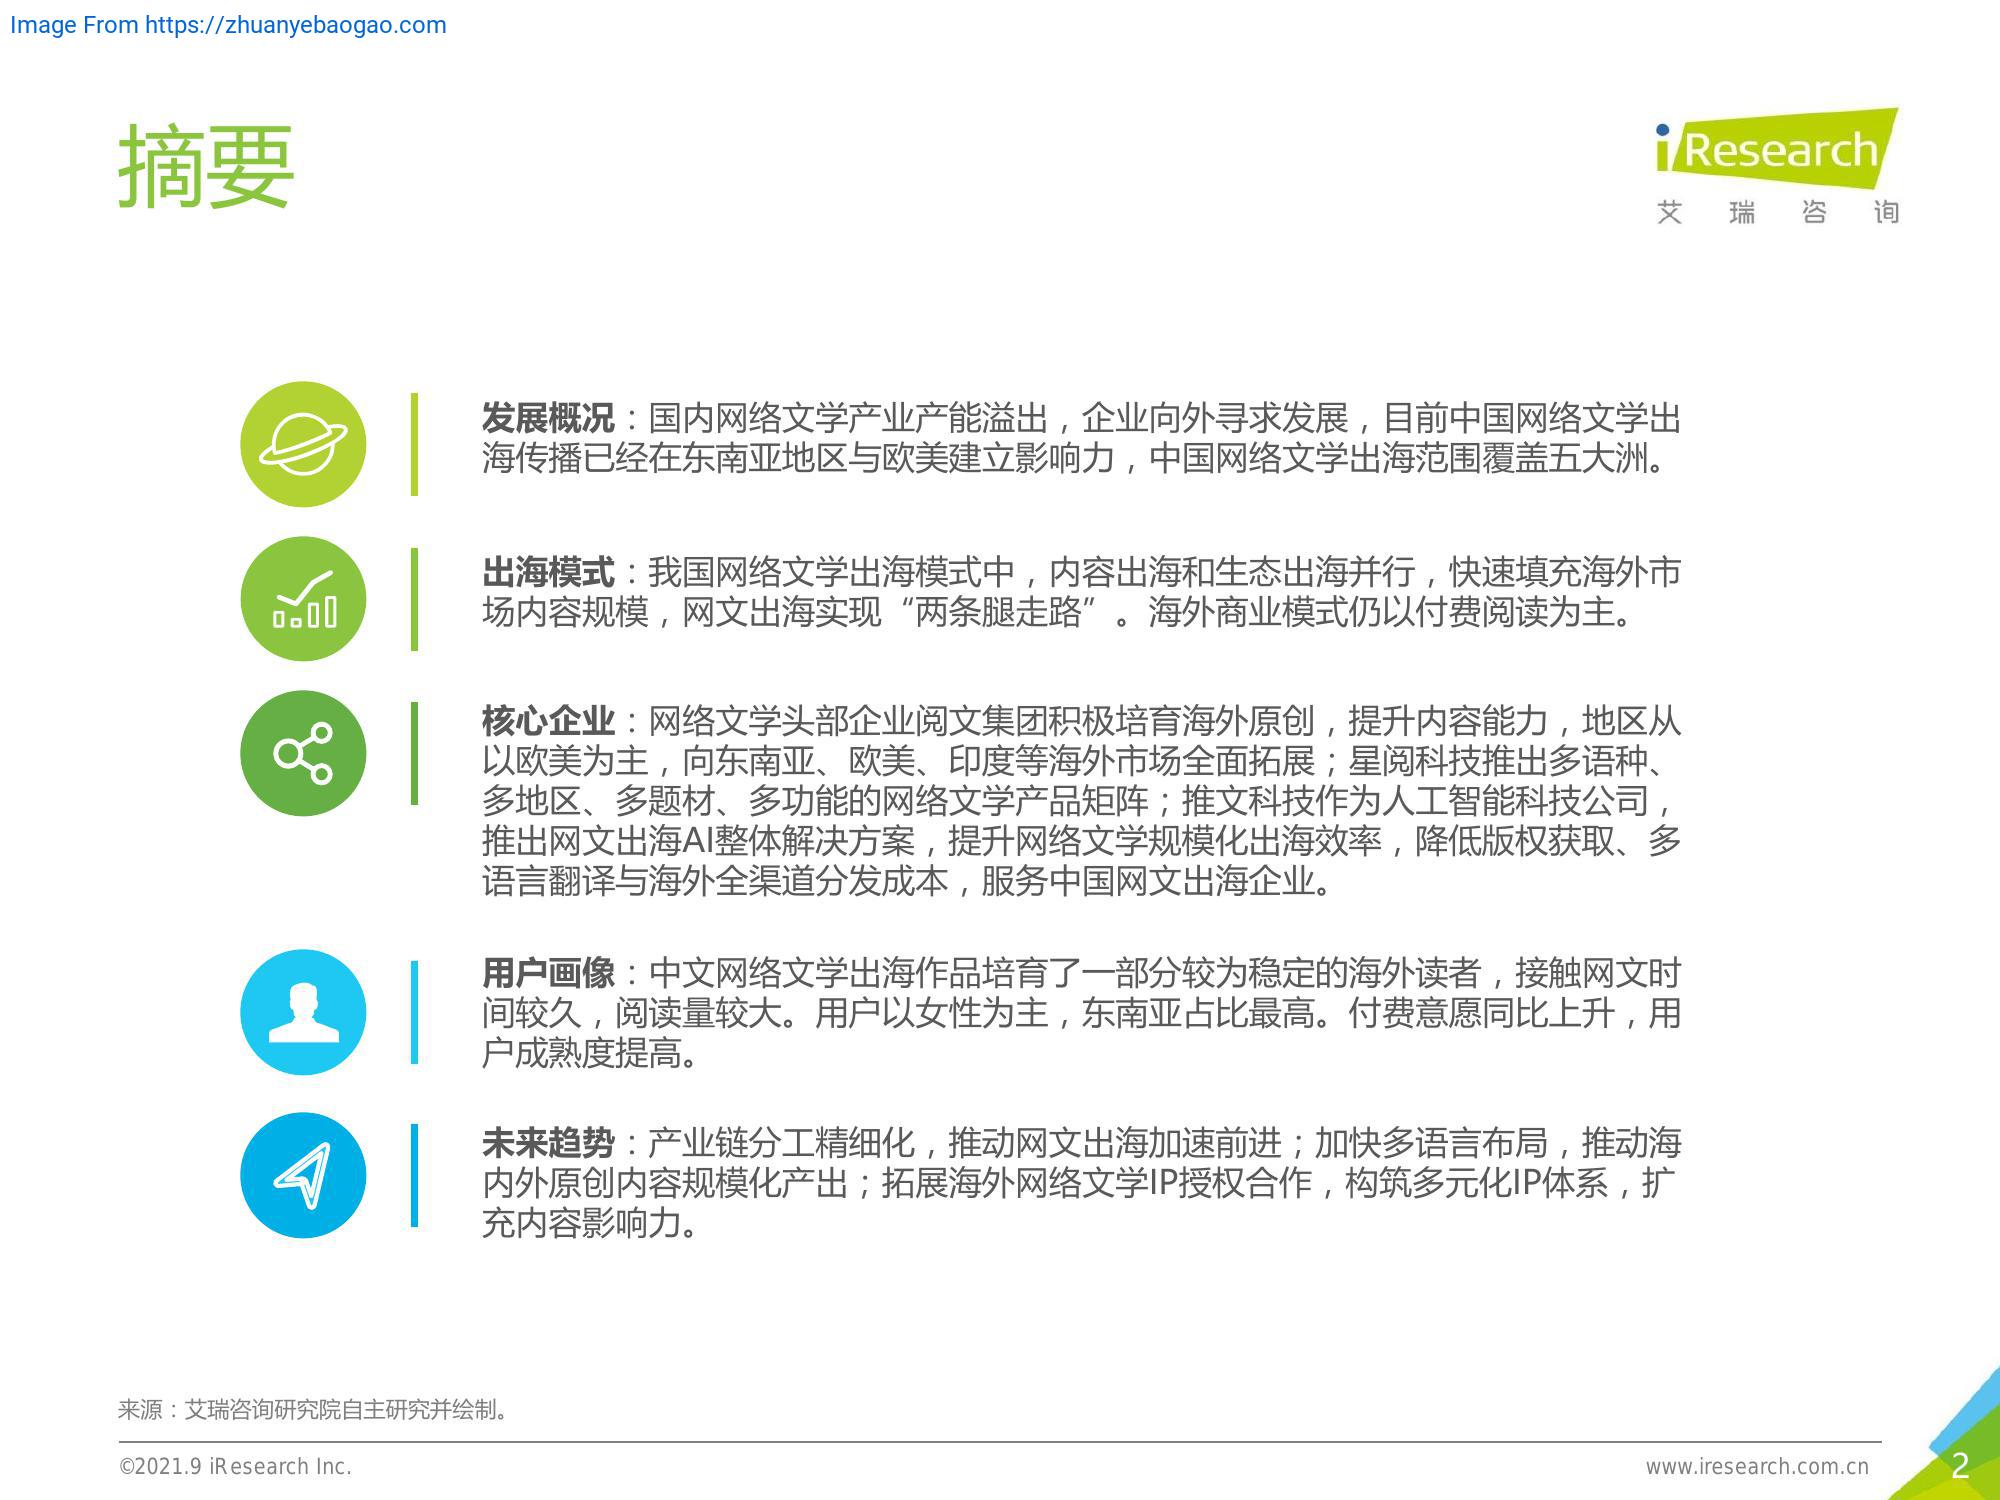 Image From https://zhuanyebaogao.com
摘要
iResearch
艾瑞咨询
发展概况：国内网络文学产业产能溢出，企业向外寻求发展，目前中国网络文学出
海传播已经在东南亚地区与欧美建立影响力，中国网络文学出海范围覆盖五大洲。
出海模式：我国网络文学出海模式中，内容出海和生态出海并行，快速填充海外市
场内容规模，网文出海实现“两条腿走路”。海外商业模式仍以付费阅读为主。
核心企业：网络文学头部企业阅文集团积极培育海外原创，提升内容能力，地区从
以欧美为主，向东南亚、欧美、印度等海外市场全面拓展；星阅科技推出多语种、
多地区、多题材、多功能的网络文学产品矩阵；推文科技作为人工智能科技公司，
推出网文出海AI整体解决方案，提升网络文学规模化出海效率，降低版权获取、多
语言翻译与海外全渠道分发成本，服务中国网文出海企业。
用户画像：中文网络文学出海作品培育了一部分较为稳定的海外读者，接触网文时
间较久，阅读量较大。用户以女性为主，东南亚占比最高。付费意愿同比上升，用
户成熟度提高。
未来趋势：产业链分工精细化，推动网文出海加速前进；加快多语言布局，推动海
内外原创内容规模化产出；拓展海外网络文学IP授权合作，构筑多元化IP体系，扩
充内容影响力。
来源：艾瑞咨询研究院自主研究并绘制。
©2021.9 iResearch Inc.
www.iresearch.com.cn
2